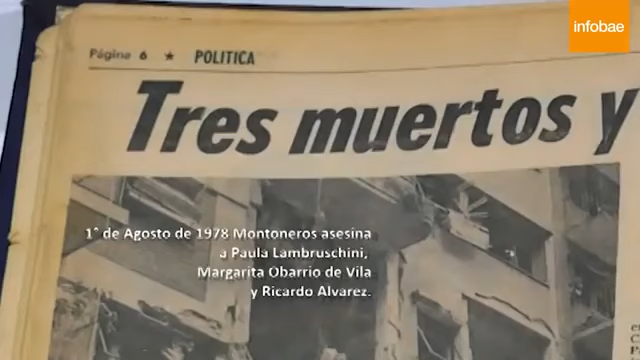 infobae
Página 6 ★ POLITICA
Tres muertos y
1° de Agosto de 1978 Montoneros asesina
a Paula Lambruschini,
Margarita Obarrio de Vila
y Ricardo Alvarez.